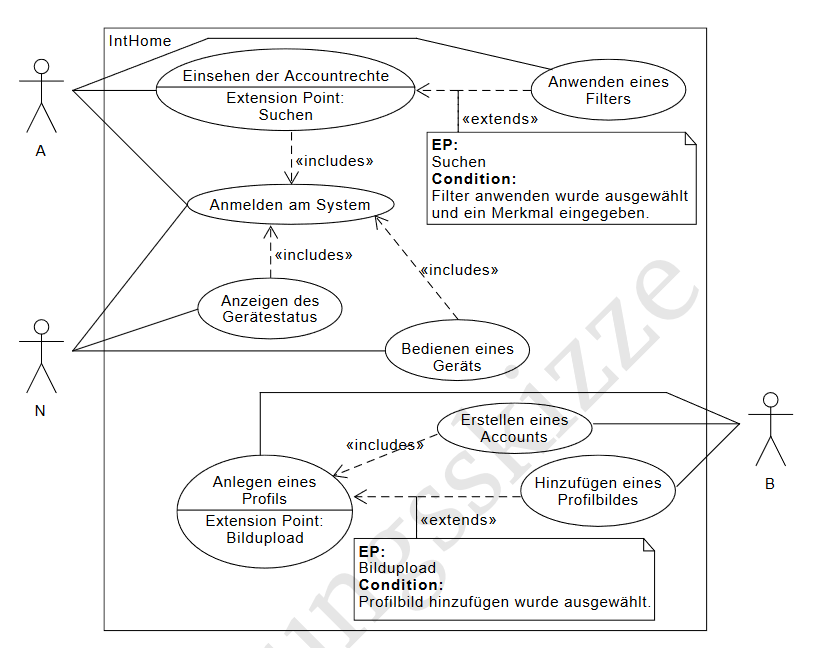 IntHome
Einsehen der Accountrechte
Extension Point:
Suchen
Anwenden eines
Filters
«extends»
A
EP:
Suchen
Condition:
Filter anwenden wurde ausgewählt
und ein Merkmal eingegeben.
«includes»
Anmelden am System
«includes»
«includes»
Anzeigen des
Gerätestatus
Bedienen eines
Geräts
N
Erstellen eines
Accounts
«includes»
B
Anlegen eines
Profils
Extension Point:
Bildupload
Hinzufügen eines
Profilbildes
«extends»
EP:
Bildupload
Condition:
Profilbild hinzufügen wurde ausgewählt.
ungsskizze